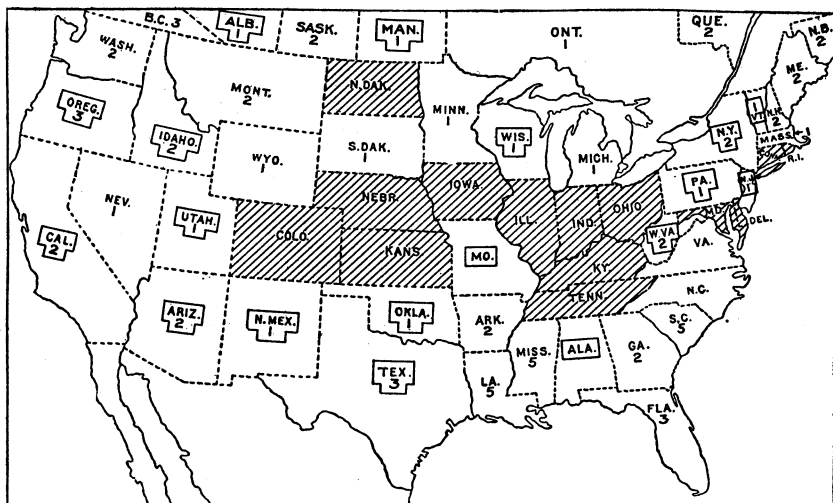 B.C. 3
ALB.
1
SASK.
2
MAN.
1
ONT.
1
QUE.
2
N.B.
2
WASH.
2
MONT.
2
N.DAK.
MINN.
1
ME.
2
OREG.
3
IDAHO.
2
WYO.
1
S.DAK.
1
WIS.
1
MICH.
1
N.Y.
2
1
VT.
N.H.
2
MASS. 1
R.I.
NEV.
1
UTAH.
1
COLO.
NEBR.
KANS.
IOWA.
ILL.
IND.
OHIO.
PA.
1
N.J.
1
MD.
DEL.
CAL.
2
MO.
KY.
W.VA.
2
VA.
ARIZ.
2
N.MEX.
1
OKLA.
1
ARK.
2
TENN.
N.C.
S.C.
5
TEX.
3
LA.
5
MISS.
5
ALA.
GA.
2
FLA.
3